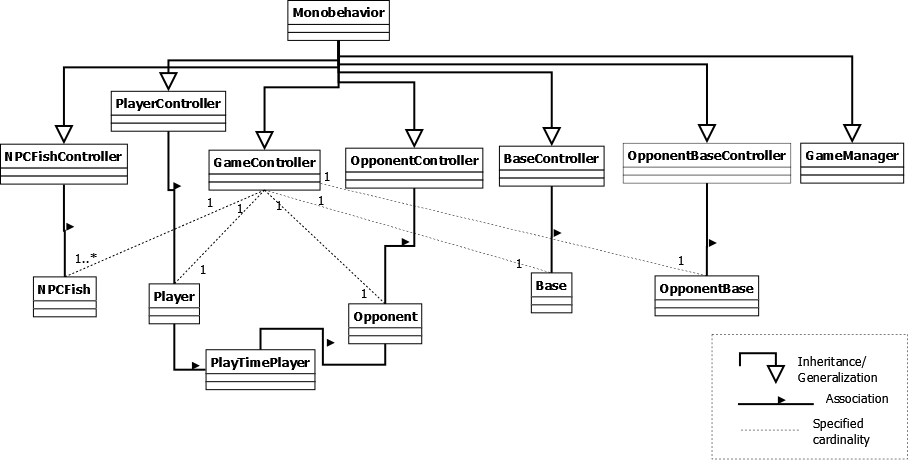 Monobehavior
PlayerController
NPCFishController
GameController
OpponentController
BaseController
OpponentBaseController
GameManager
1
1
1
1
1
1..*
1
1
1
1
NPCFish
Player
Opponent
Base
OpponentBase
PlayTimePlayer
Inheritance/
Generalization
Association
Specified
cardinality